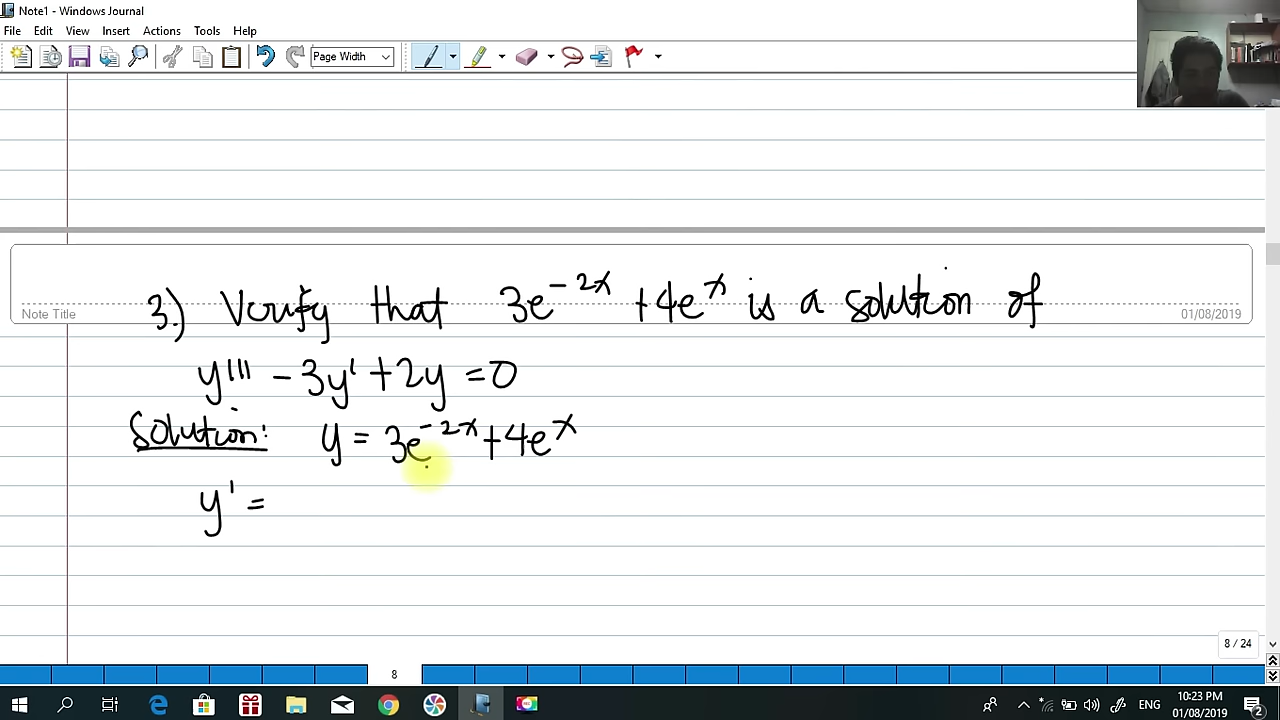 Note1 - Windows Journal
File Edit View Insert Actions Tools Help
Page Width
3.) Verify that 3e^{-2x} + 4e^{x} is a solution of
Note Title
01/08/2019
y''' - 3y' + 2y = 0
Solution: y = 3e^{-2x} + 4e^{x}
y' =
8 / 24
8
ENG
10:23 PM
01/08/2019
2